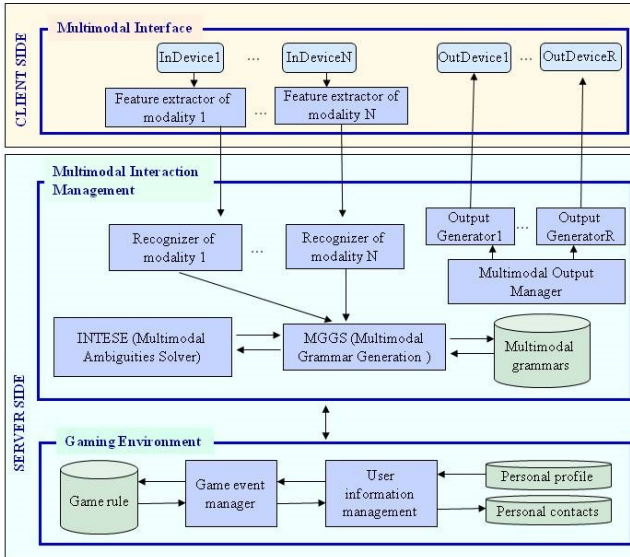 CLIENT SIDE
Multimodal Interface
InDevice1 ... InDeviceN
OutDevice1 ... OutDeviceR
Feature extractor of
modality 1
...
Feature extractor of
modality N
SERVER SIDE
Multimodal Interaction
Management
Recognizer of
modality 1
...
Recognizer of
modality N
Output
Generator1
...
Output
GeneratorR
Multimodal Output
Manager
INTESE (Multimodal
Ambiguities Solver)
MGGS (Multimodal
Grammar Generation )
Multimodal
grammars
Gaming Environment
Game rule
Game event
manager
User
information
management
Personal profile
Personal contacts